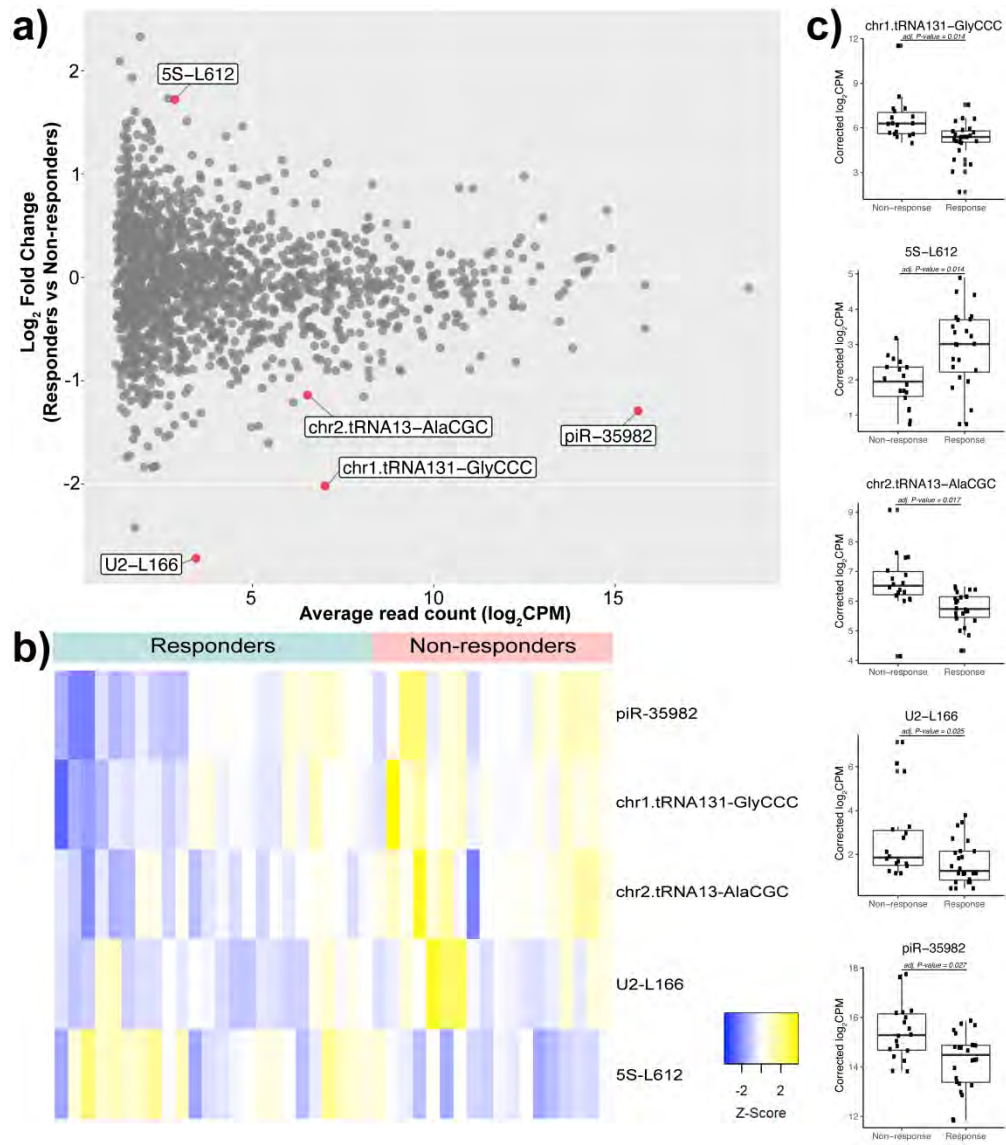 a)
5S−L612
chr2.tRNA13−AlaCGC
piR−35982
chr1.tRNA131−GlyCCC
U2−L166
2
1
0
-1
-2
Log2 Fold Change
(Responders vs Non-responders)
5
10
15
Average read count (log2CPM)
b)
Responders
Non-responders
piR-35982
chr1.tRNA131-GlyCCC
chr2.tRNA13-AlaCGC
U2-L166
5S-L612
-2
0
2
Z-Score
c)
chr1.tRNA131−GlyCCC
adj. P-value = 0.014
Corrected log2CPM
12
9
6
3
Non−response
Response
5S−L612
adj. P-value = 0.014
Corrected log2CPM
5
4
3
2
1
Non−response
Response
chr2.tRNA13−AlaCGC
adj. P-value = 0.017
Corrected log2CPM
9
8
7
6
5
4
Non−response
Response
U2−L166
adj. P-value = 0.025
Corrected log2CPM
6
4
2
Non−response
Response
piR−35982
adj. P-value = 0.027
Corrected log2CPM
18
16
14
12
Non−response
Response